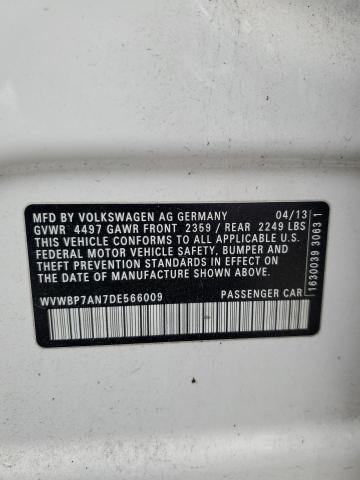 MFD BY VOLKSWAGEN AG GERMANY 04/13
GVWR 4497 GAWR FRONT 2359 / REAR 2249 LBS
THIS VEHICLE CONFORMS TO ALL APPLICABLE U.S.
FEDERAL MOTOR VEHICLE SAFETY, BUMPER AND
THEFT PREVENTION STANDARDS IN EFFECT ON
THE DATE OF MANUFACTURE SHOWN ABOVE.
WVWBP7AN7DE566009 PASSENGER CAR
1630039 3063 1